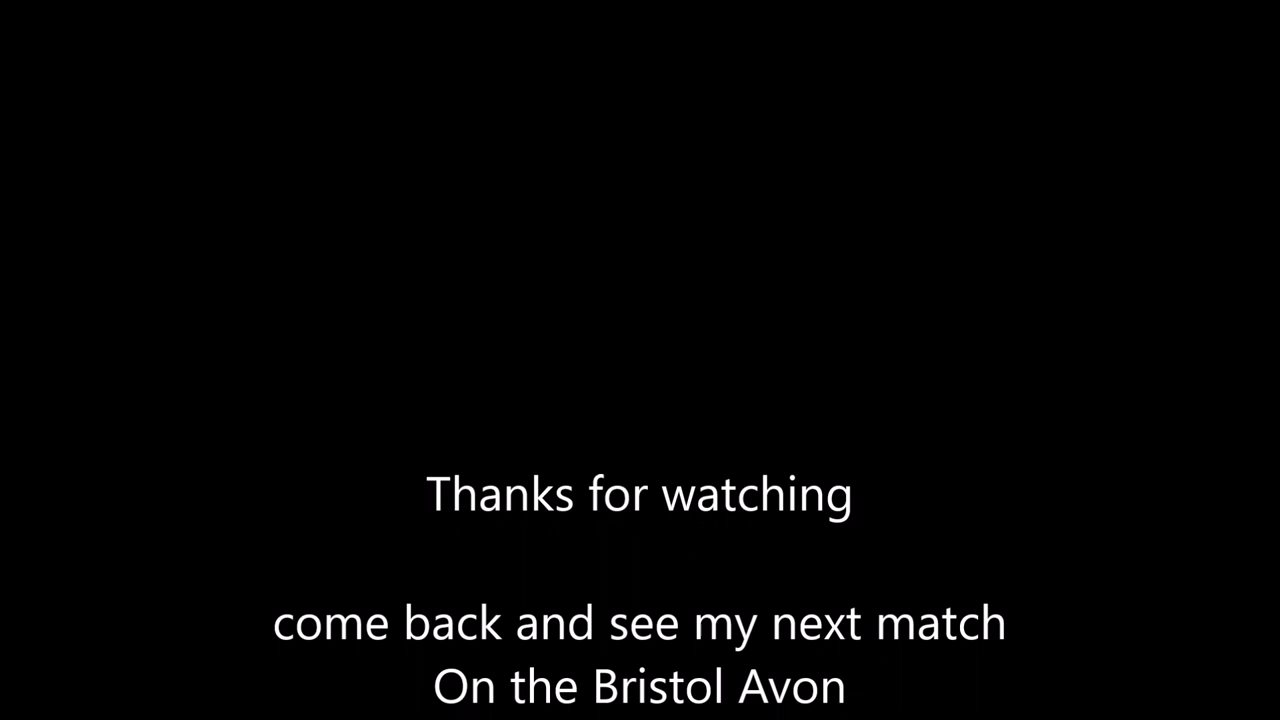 Thanks for watching
come back and see my next match
On the Bristol Avon